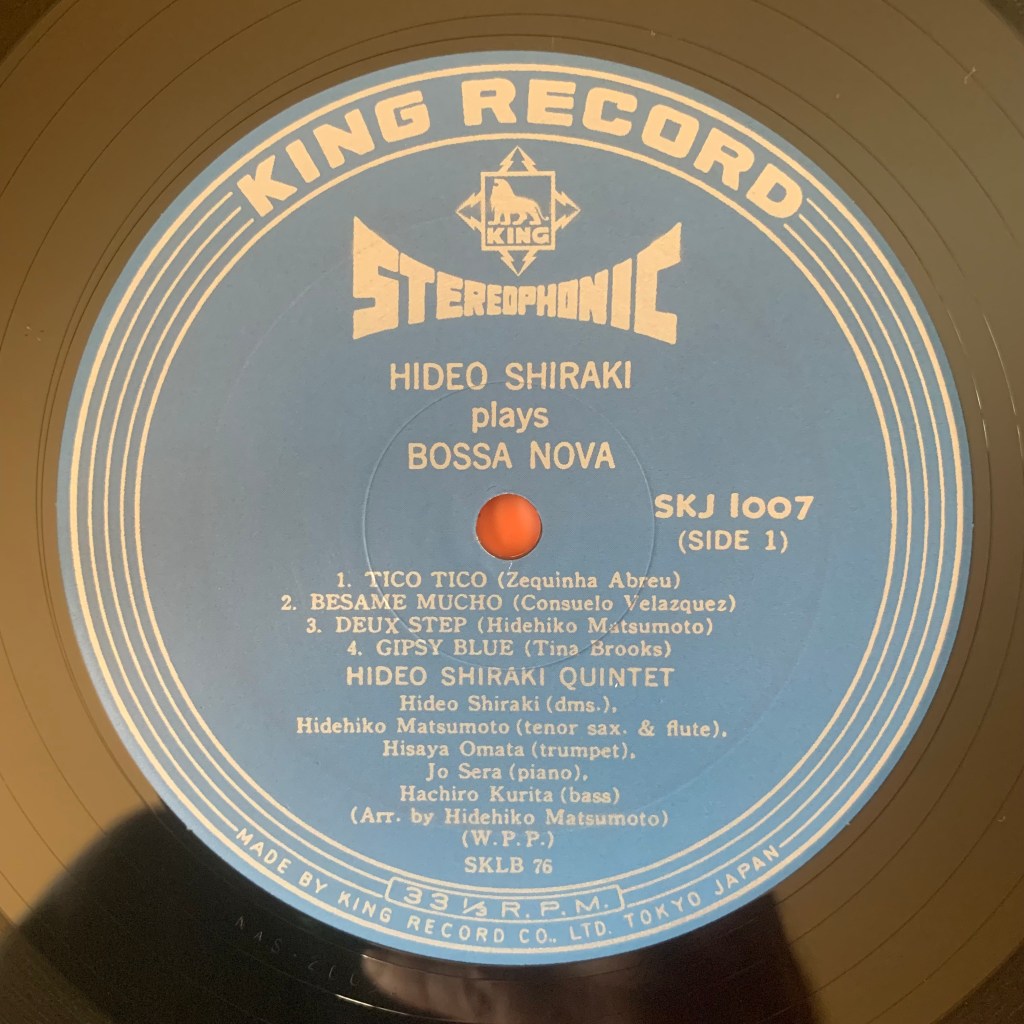 KING RECORD
KING
STEREOPHONIC
HIDEO SHIRAKI
plays
BOSSA NOVA
SKJ 1007
(SIDE 1)
1. TICO TICO (Zequinha Abreu)
2. BESAME MUCHO (Consuelo Velazquez)
3. DEUX STEP (Hidehiko Matsumoto)
4. GIPSY BLUE (Tina Brooks)
HIDEO SHIRAKI QUINTET
Hideo Shiraki (dms.),
Hidehiko Matsumoto (tenor sax. & flute),
Hisaya Omata (trumpet),
Jo Sera (piano),
Hachiro Kurita (bass)
(Arr. by Hidehiko Matsumoto)
(W.P.P.)
SKLB 76
33 1/3 R.P.M.
MADE BY KING RECORD CO., LTD. TOKYO JAPAN